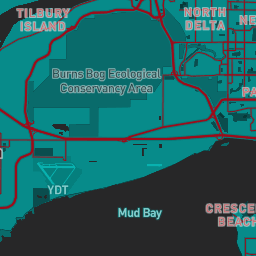 TILBURY
ISLAND
NORTH
DELTA
NE
Burns Bog Ecological
Conservancy Area
PA
YDT
Mud Bay
CRESCE
BEACH